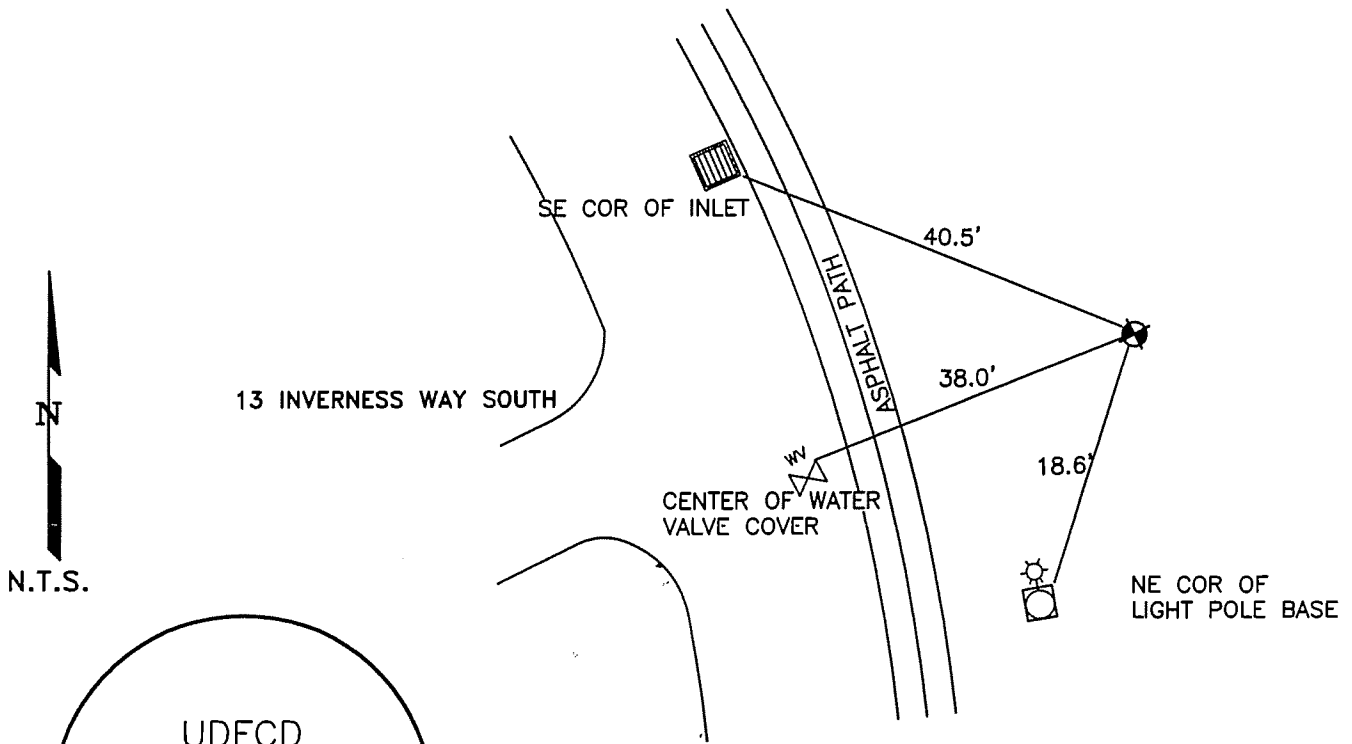 SE COR OF INLET
40.5'
ASPHALT PATH
N
13 INVERNESS WAY SOUTH
38.0'
WV
18.6'
CENTER OF WATER
VALVE COVER
N.T.S.
NE COR OF
LIGHT POLE BASE
UDFCD